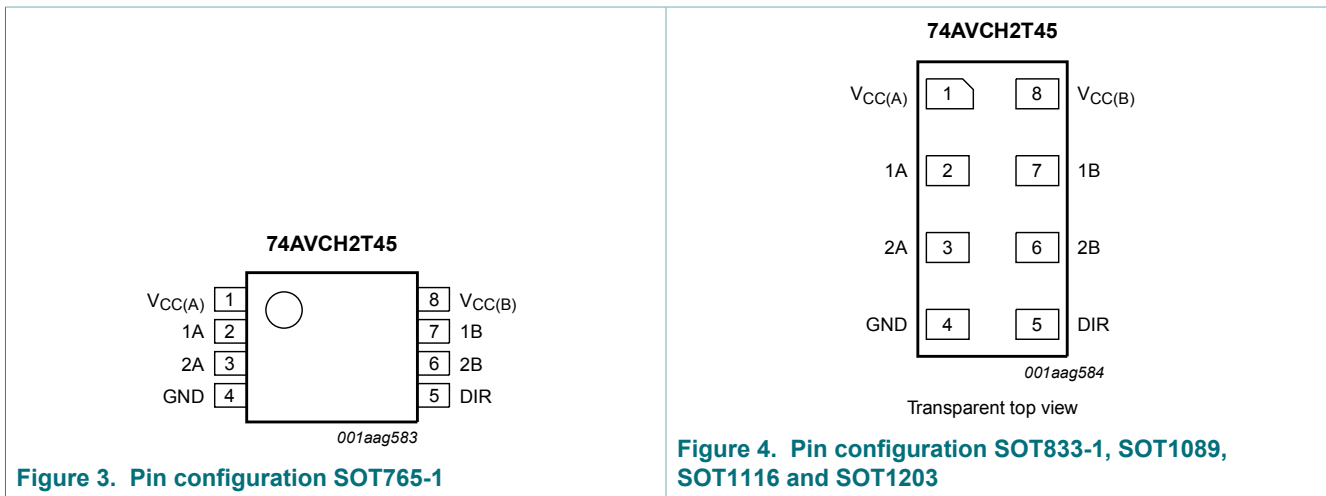 74AVCH2T45
VCC(A) 1 8 VCC(B)
1A 2 7 1B
2A 3 6 2B
GND 4 5 DIR
001aag583
Figure 3. Pin configuration SOT765-1
74AVCH2T45
VCC(A) 1 8 VCC(B)
1A 2 7 1B
2A 3 6 2B
GND 4 5 DIR
001aag584
Transparent top view
Figure 4. Pin configuration SOT833-1, SOT1089,
SOT1116 and SOT1203